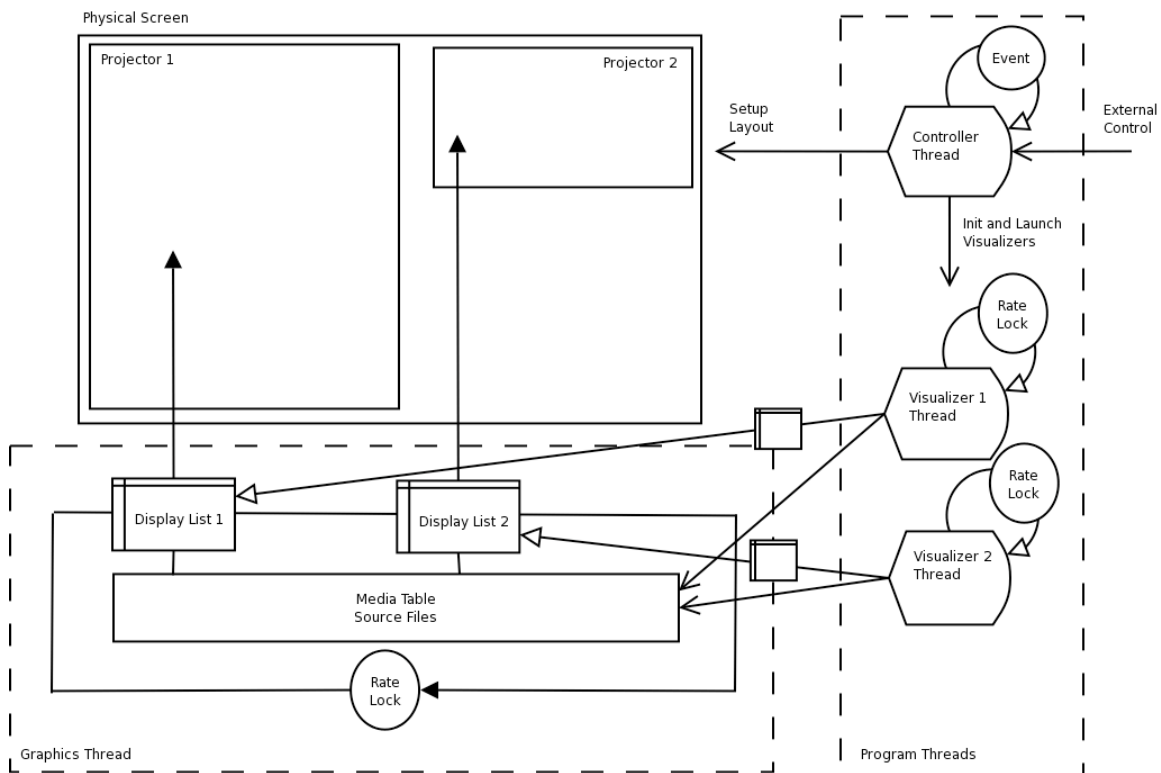 Physical Screen
Projector 1
Projector 2
Event
Setup
Layout
Controller
Thread
External
Control
Init and Launch
Visualizers
Rate
Lock
Visualizer 1
Thread
Rate
Lock
Display List 1
Display List 2
Visualizer 2
Thread
Media Table
Source Files
Rate
Lock
Graphics Thread
Program Threads